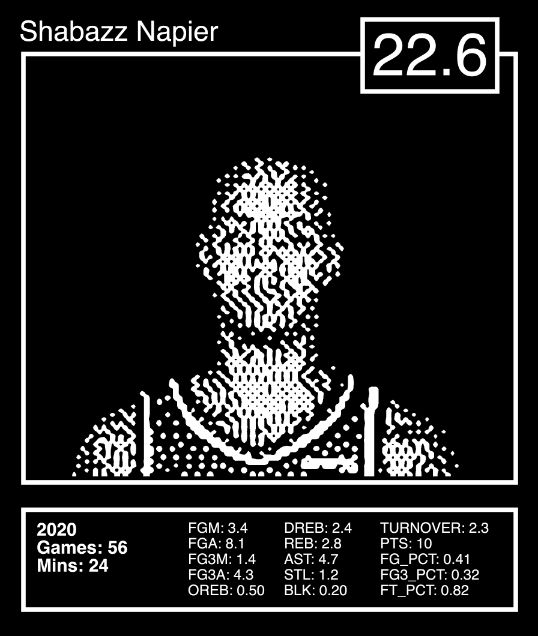 Shabazz Napier
22.6
2020
Games: 56
Mins: 24
FGM: 3.4
FGA: 8.1
FG3M: 1.4
FG3A: 4.3
OREB: 0.50
DREB: 2.4
REB: 2.8
AST: 4.7
STL: 1.2
BLK: 0.20
TURNOVER: 2.3
PTS: 10
FG_PCT: 0.41
FG3_PCT: 0.32
FT_PCT: 0.82